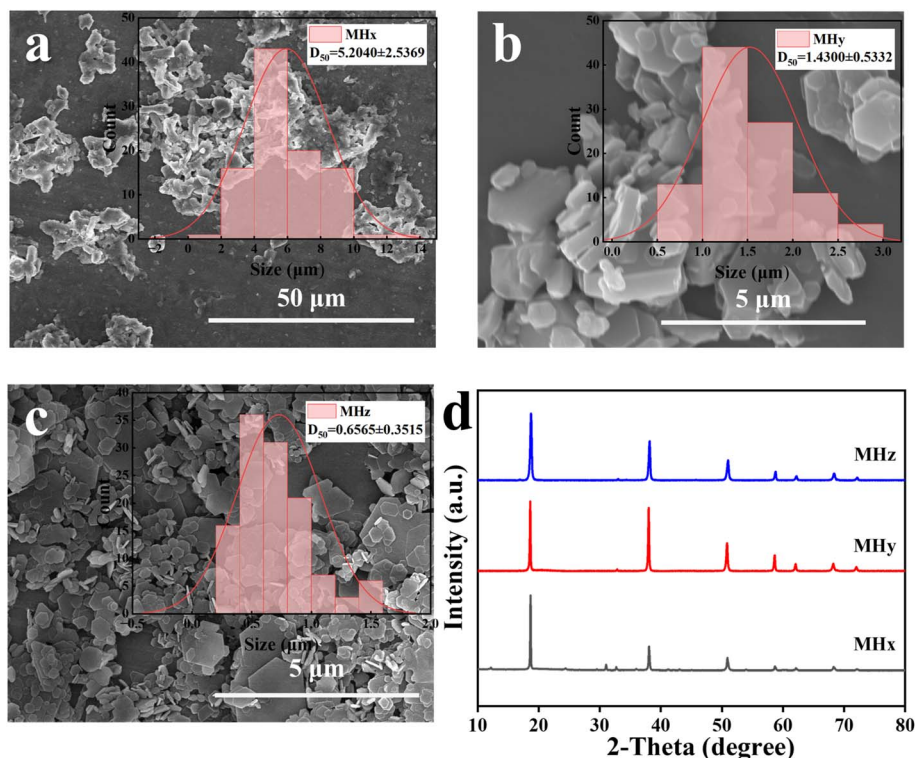 a
MHx
D50=5.2040±2.5369
Count
50
40
30
20
10
0
-2 0 2 4 6 8 10 12 14
Size (μm)
50 μm
b
MHy
D50=1.4300±0.5332
Count
50
40
30
20
10
0
0.0 0.5 1.0 1.5 2.0 2.5 3.0
Size (μm)
5 μm
c
MHz
D50=0.6565±0.3515
Count
40
35
30
25
20
15
10
5
0
-0.5 0.0 0.5 1.0 1.5 2.0
Size (μm)
5 μm
d
MHz
MHy
MHx
Intensity (a.u.)
10 20 30 40 50 60 70 80
2-Theta (degree)